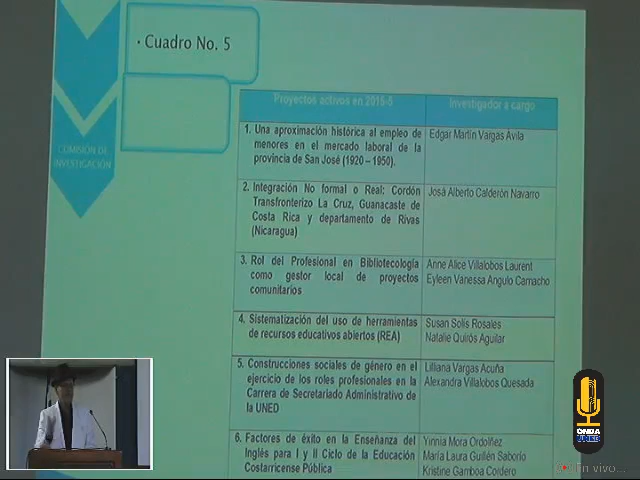 • Cuadro No. 5
COMISIÓN DE
INVESTIGACIÓN
Proyectos activos en 2015-5
Investigador a cargo
1. Una aproximación histórica al empleo de
menores en el mercado laboral de la
provincia de San José (1920 – 1950).
Edgar Martín Vargas Ávila
2. Integración No formal o Real: Cordón
Transfronterizo La Cruz, Guanacaste de
Costa Rica y departamento de Rivas
(Nicaragua)
José Alberto Calderón Navarro
3. Rol del Profesional en Bibliotecología
como gestor local de proyectos
comunitarios
Anne Alice Villalobos Laurent
Eyleen Vanessa Angulo Camacho
4. Sistematización del uso de herramientas
de recursos educativos abiertos (REA)
Susan Solís Rosales
Natalie Quirós Aguilar
5. Construcciones sociales de género en el
ejercicio de los roles profesionales en la
Carrera de Secretariado Administrativo de
la UNED
Lilliana Vargas Acuña
Alexandra Villalobos Quesada
6. Factores de éxito en la Enseñanza del
Inglés para I y II Ciclo de la Educación
Costarricense Pública
Yinnia Mora Ordóñez
María Laura Guillén Saborío
Kristine Gamboa Cordero
ONDA
UNED
En vivo...